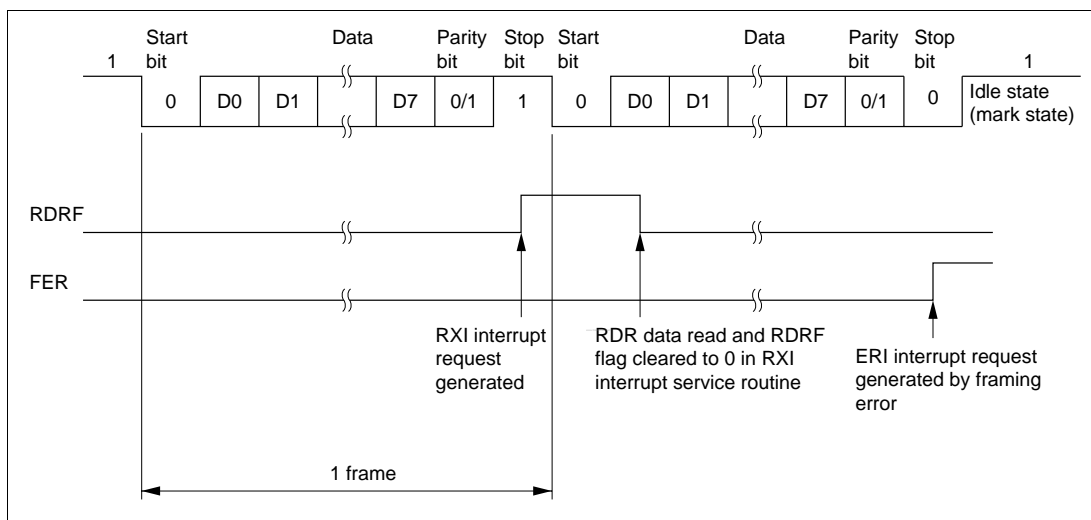 1
Start
bit
Data
Parity
bit
Stop
bit
Start
bit
Data
Parity
bit
Stop
bit
1
0 D0 D1 D7 0/1 1 0 D0 D1 D7 0/1 0
Idle state
(mark state)
RDRF
FER
RXI interrupt
request
generated
RDR data read and RDRF
flag cleared to 0 in RXI
interrupt service routine
ERI interrupt request
generated by framing
error
1 frame